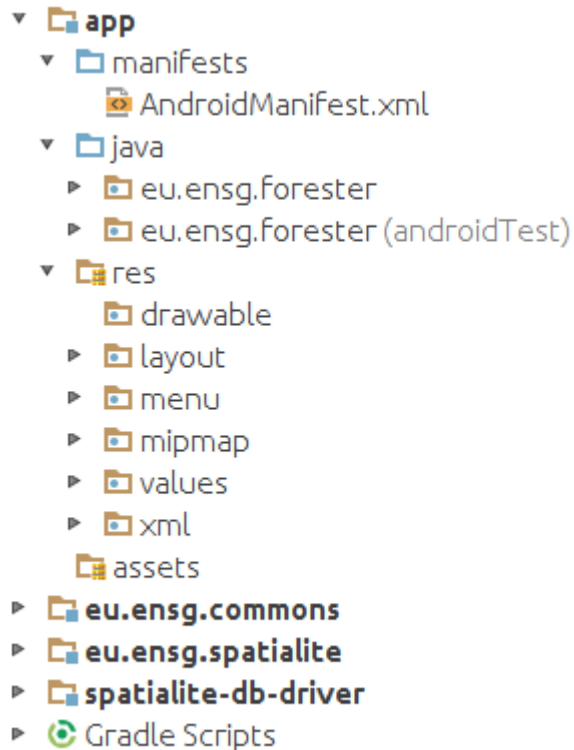 app
manifests
AndroidManifest.xml
java
eu.ensg.forester
eu.ensg.forester (androidTest)
res
drawable
layout
menu
mipmap
values
xml
assets
eu.ensg.commons
eu.ensg.spatialite
spatialite-db-driver
Gradle Scripts